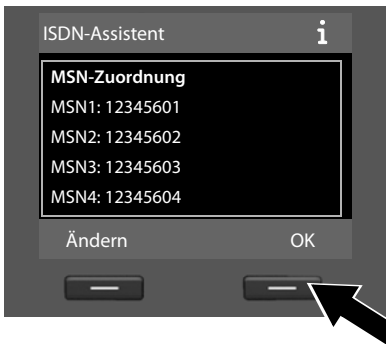 ISDN-Assistent i
MSN-Zuordnung
MSN1: 12345601
MSN2: 12345602
MSN3: 12345603
MSN4: 12345604
Ändern OK